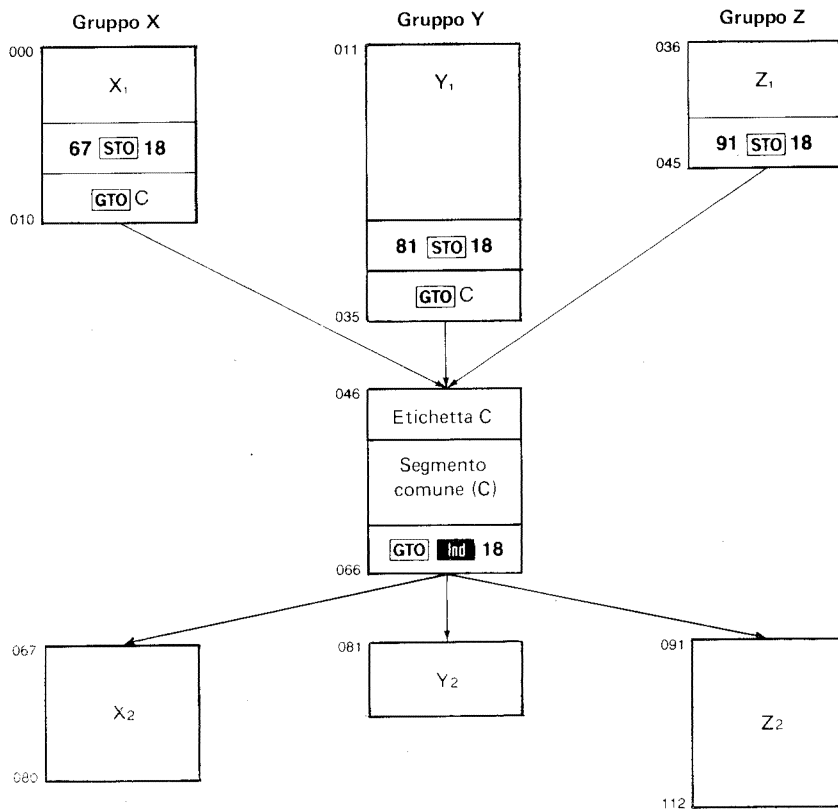 Gruppo X
Gruppo Y
Gruppo Z
000
X₁
67 STO 18
GTO C
010
011
Y₁
81 STO 18
GTO C
035
036
Z₁
91 STO 18
045
046
Etichetta C
Segmento
comune (C)
GTO Ind 18
066
067
X₂
080
081
Y₂
091
Z₂
112